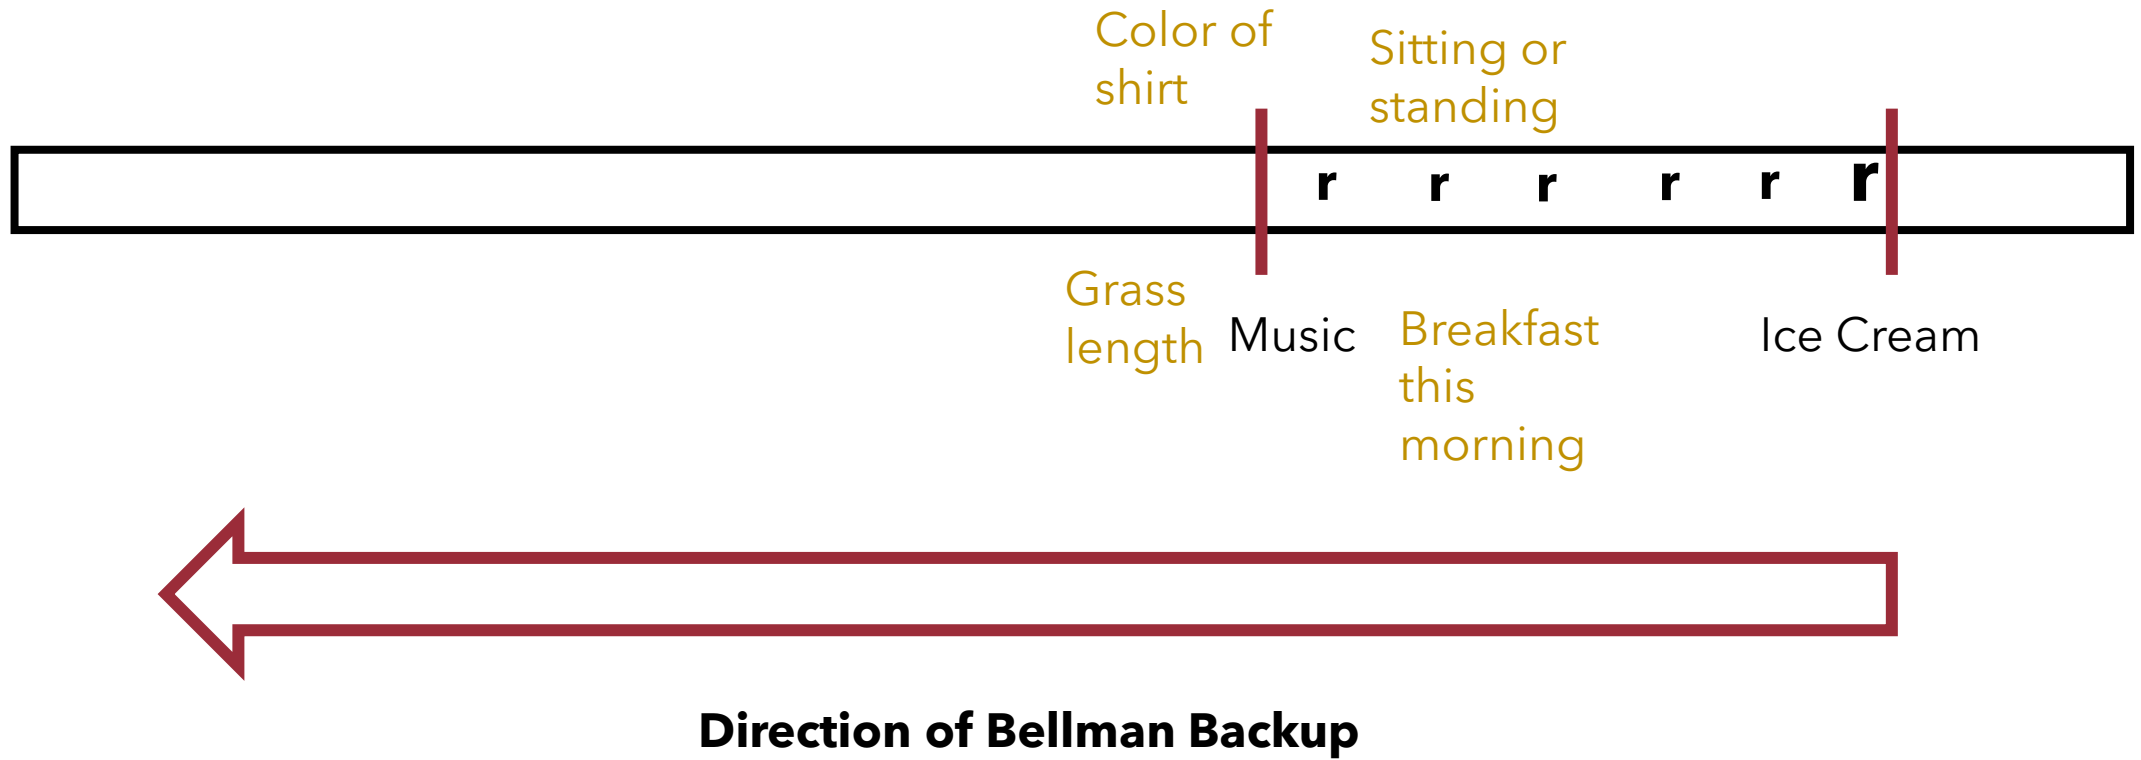 Color of
shirt
Sitting or
standing
r r r r r r
Grass
length
Music
Breakfast
this
morning
Ice Cream
Direction of Bellman Backup